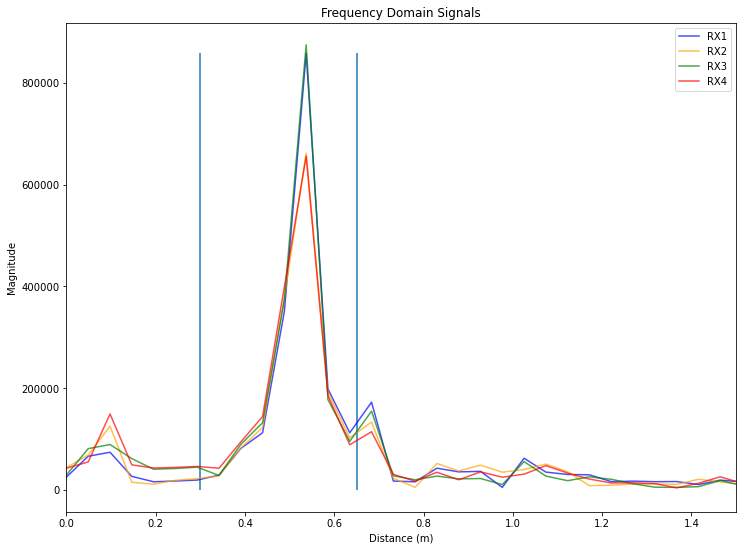 Frequency Domain Signals
RX1
RX2
RX3
RX4
800000
600000
400000
200000
0
Magnitude
0.0 0.2 0.4 0.6 0.8 1.0 1.2 1.4
Distance (m)